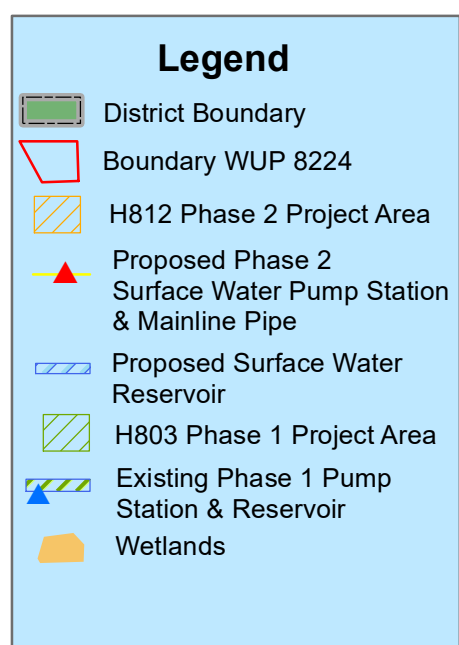 Legend
District Boundary
Boundary WUP 8224
H812 Phase 2 Project Area
Proposed Phase 2
Surface Water Pump Station
& Mainline Pipe
Proposed Surface Water
Reservoir
H803 Phase 1 Project Area
Existing Phase 1 Pump
Station & Reservoir
Wetlands